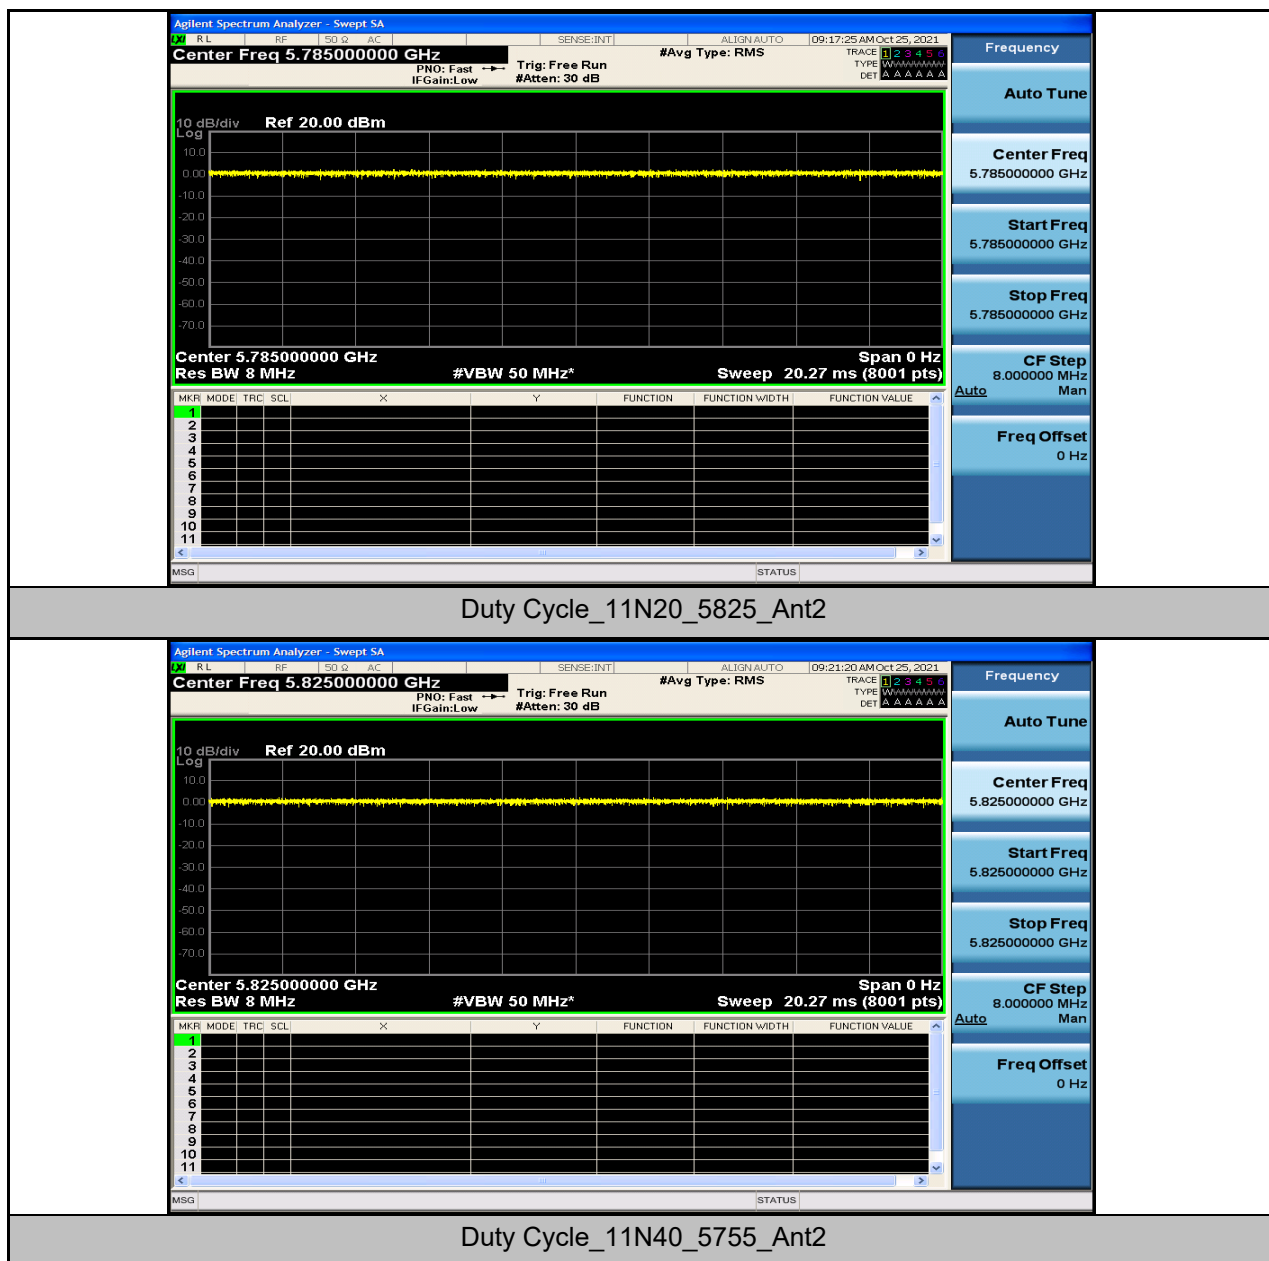 Agilent Spectrum Analyzer - Swept SA
LXI RL RF 50 Ω AC SENSE:INT ALIGN AUTO 09:17:25 AM Oct 25, 2021
Center Freq 5.785000000 GHz #Avg Type: RMS TRACE 1 2 3 4 5 6
PNO: Fast Trig: Free Run TYPE WWWWWW
IFGain:Low #Atten: 30 dB DET A A A A A A
Frequency
Auto Tune
Center Freq
5.785000000 GHz
Start Freq
5.785000000 GHz
Stop Freq
5.785000000 GHz
CF Step
8.000000 MHz
Auto Man
Freq Offset
0 Hz
10 dB/div Ref 20.00 dBm
Log
10.0
0.00
-10.0
-20.0
-30.0
-40.0
-50.0
-60.0
-70.0
Center 5.785000000 GHz Span 0 Hz
Res BW 8 MHz #VBW 50 MHz* Sweep 20.27 ms (8001 pts)
MKR MODE TRC SCL X Y FUNCTION FUNCTION WIDTH FUNCTION VALUE
1
2
3
4
5
6
7
8
9
10
11
MSG STATUS
Duty Cycle_11N20_5825_Ant2
Agilent Spectrum Analyzer - Swept SA
LXI RL RF 50 Ω AC SENSE:INT ALIGN AUTO 09:21:20 AM Oct 25, 2021
Center Freq 5.825000000 GHz #Avg Type: RMS TRACE 1 2 3 4 5 6
PNO: Fast Trig: Free Run TYPE WWWWWW
IFGain:Low #Atten: 30 dB DET A A A A A A
Frequency
Auto Tune
Center Freq
5.825000000 GHz
Start Freq
5.825000000 GHz
Stop Freq
5.825000000 GHz
CF Step
8.000000 MHz
Auto Man
Freq Offset
0 Hz
10 dB/div Ref 20.00 dBm
Log
10.0
0.00
-10.0
-20.0
-30.0
-40.0
-50.0
-60.0
-70.0
Center 5.825000000 GHz Span 0 Hz
Res BW 8 MHz #VBW 50 MHz* Sweep 20.27 ms (8001 pts)
MKR MODE TRC SCL X Y FUNCTION FUNCTION WIDTH FUNCTION VALUE
1
2
3
4
5
6
7
8
9
10
11
MSG STATUS
Duty Cycle_11N40_5755_Ant2